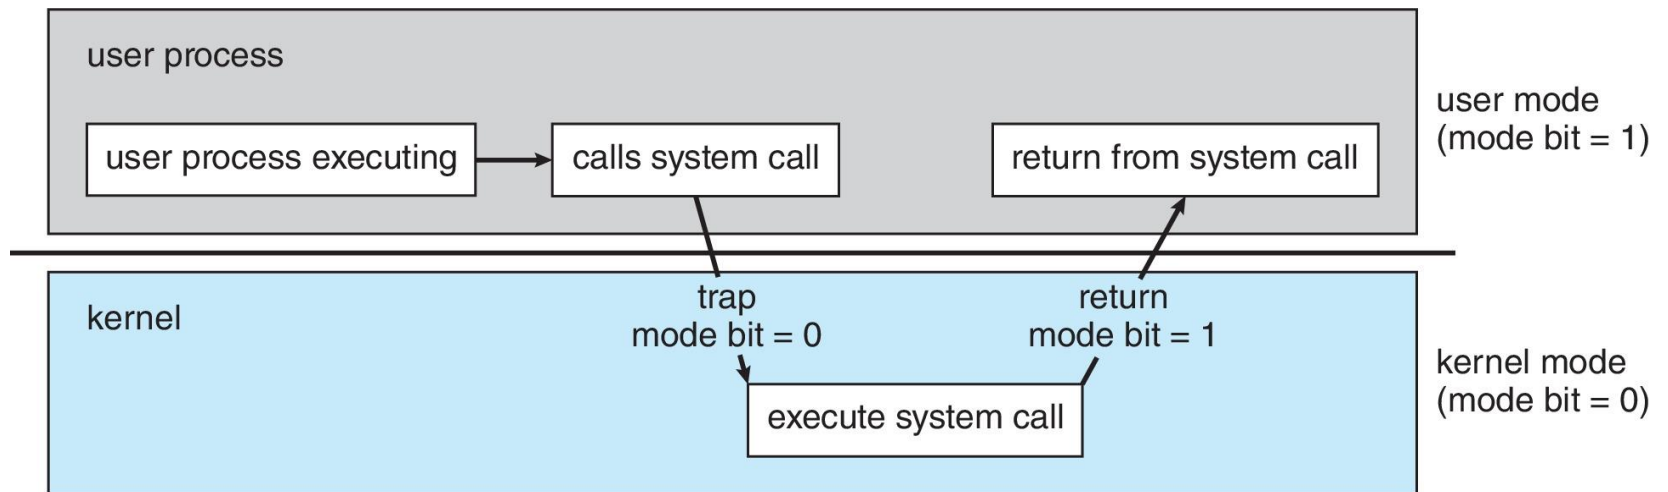 user process
user process executing
calls system call
return from system call
user mode
(mode bit = 1)
kernel
trap
mode bit = 0
return
mode bit = 1
execute system call
kernel mode
(mode bit = 0)